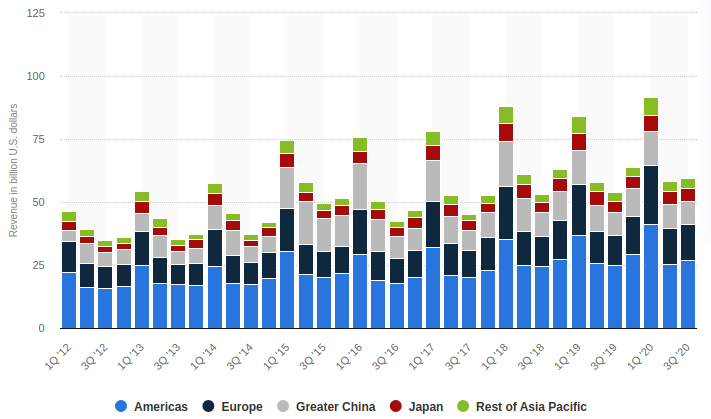 125
100
75
50
25
0
Revenue in billion U.S. dollars
1Q '12
3Q '12
1Q '13
3Q '13
1Q '14
3Q '14
1Q '15
3Q '15
1Q '16
3Q '16
1Q '17
3Q '17
1Q '18
3Q '18
1Q '19
3Q '19
1Q '20
3Q '20
Americas Europe Greater China Japan Rest of Asia Pacific